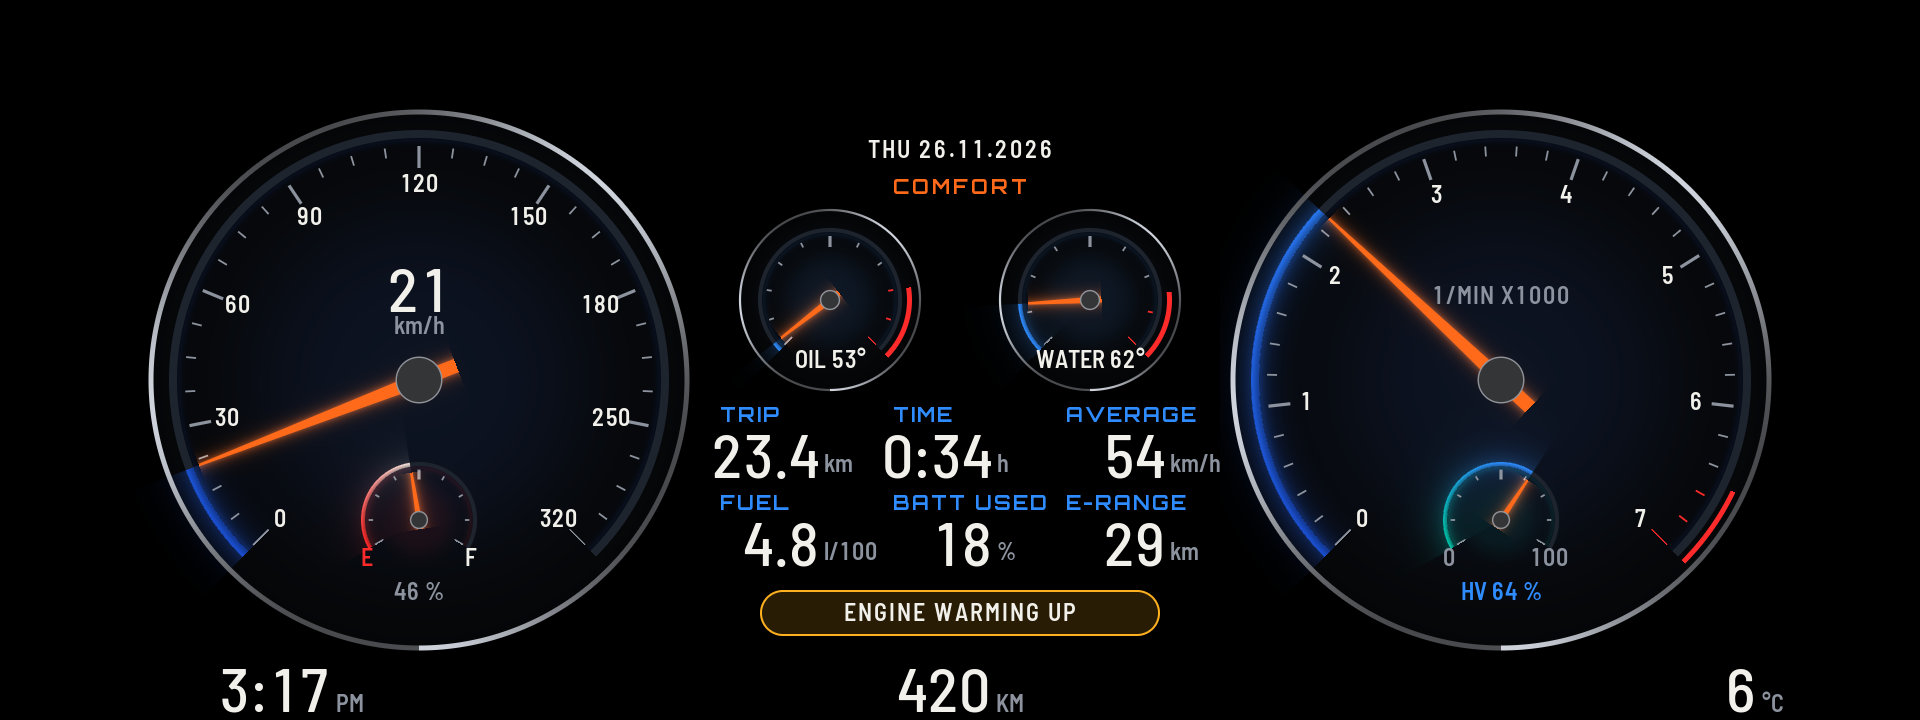 THU 26.11.2026
COMFORT
0
30
60
90
120
150
180
250
320
21
km/h
E
F
46 %
OIL 53°
WATER 62°
TRIP TIME AVERAGE
23.4 km 0:34 h 54 km/h
FUEL BATT USED E-RANGE
4.8 l/100 18 % 29 km
ENGINE WARMING UP
0
1
2
3
4
5
6
7
1/MIN X1000
0
100
HV 64 %
3:17 PM
420 KM
6 °C